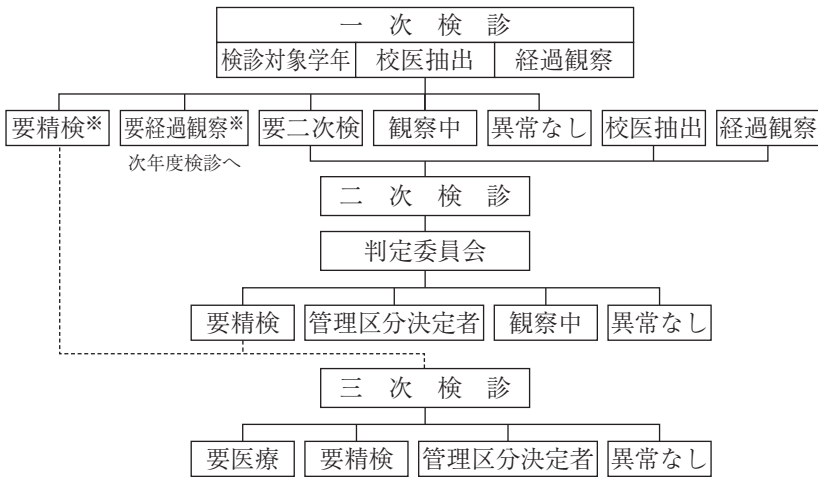 一 次 検 診
検診対象学年 校医抽出 経過観察
要精検※ 要経過観察※ 要二次検 観察中 異常なし 校医抽出 経過観察
次年度検診へ
二 次 検 診
判定委員会
要精検 管理区分決定者 観察中 異常なし
三 次 検 診
要医療 要精検 管理区分決定者 異常なし